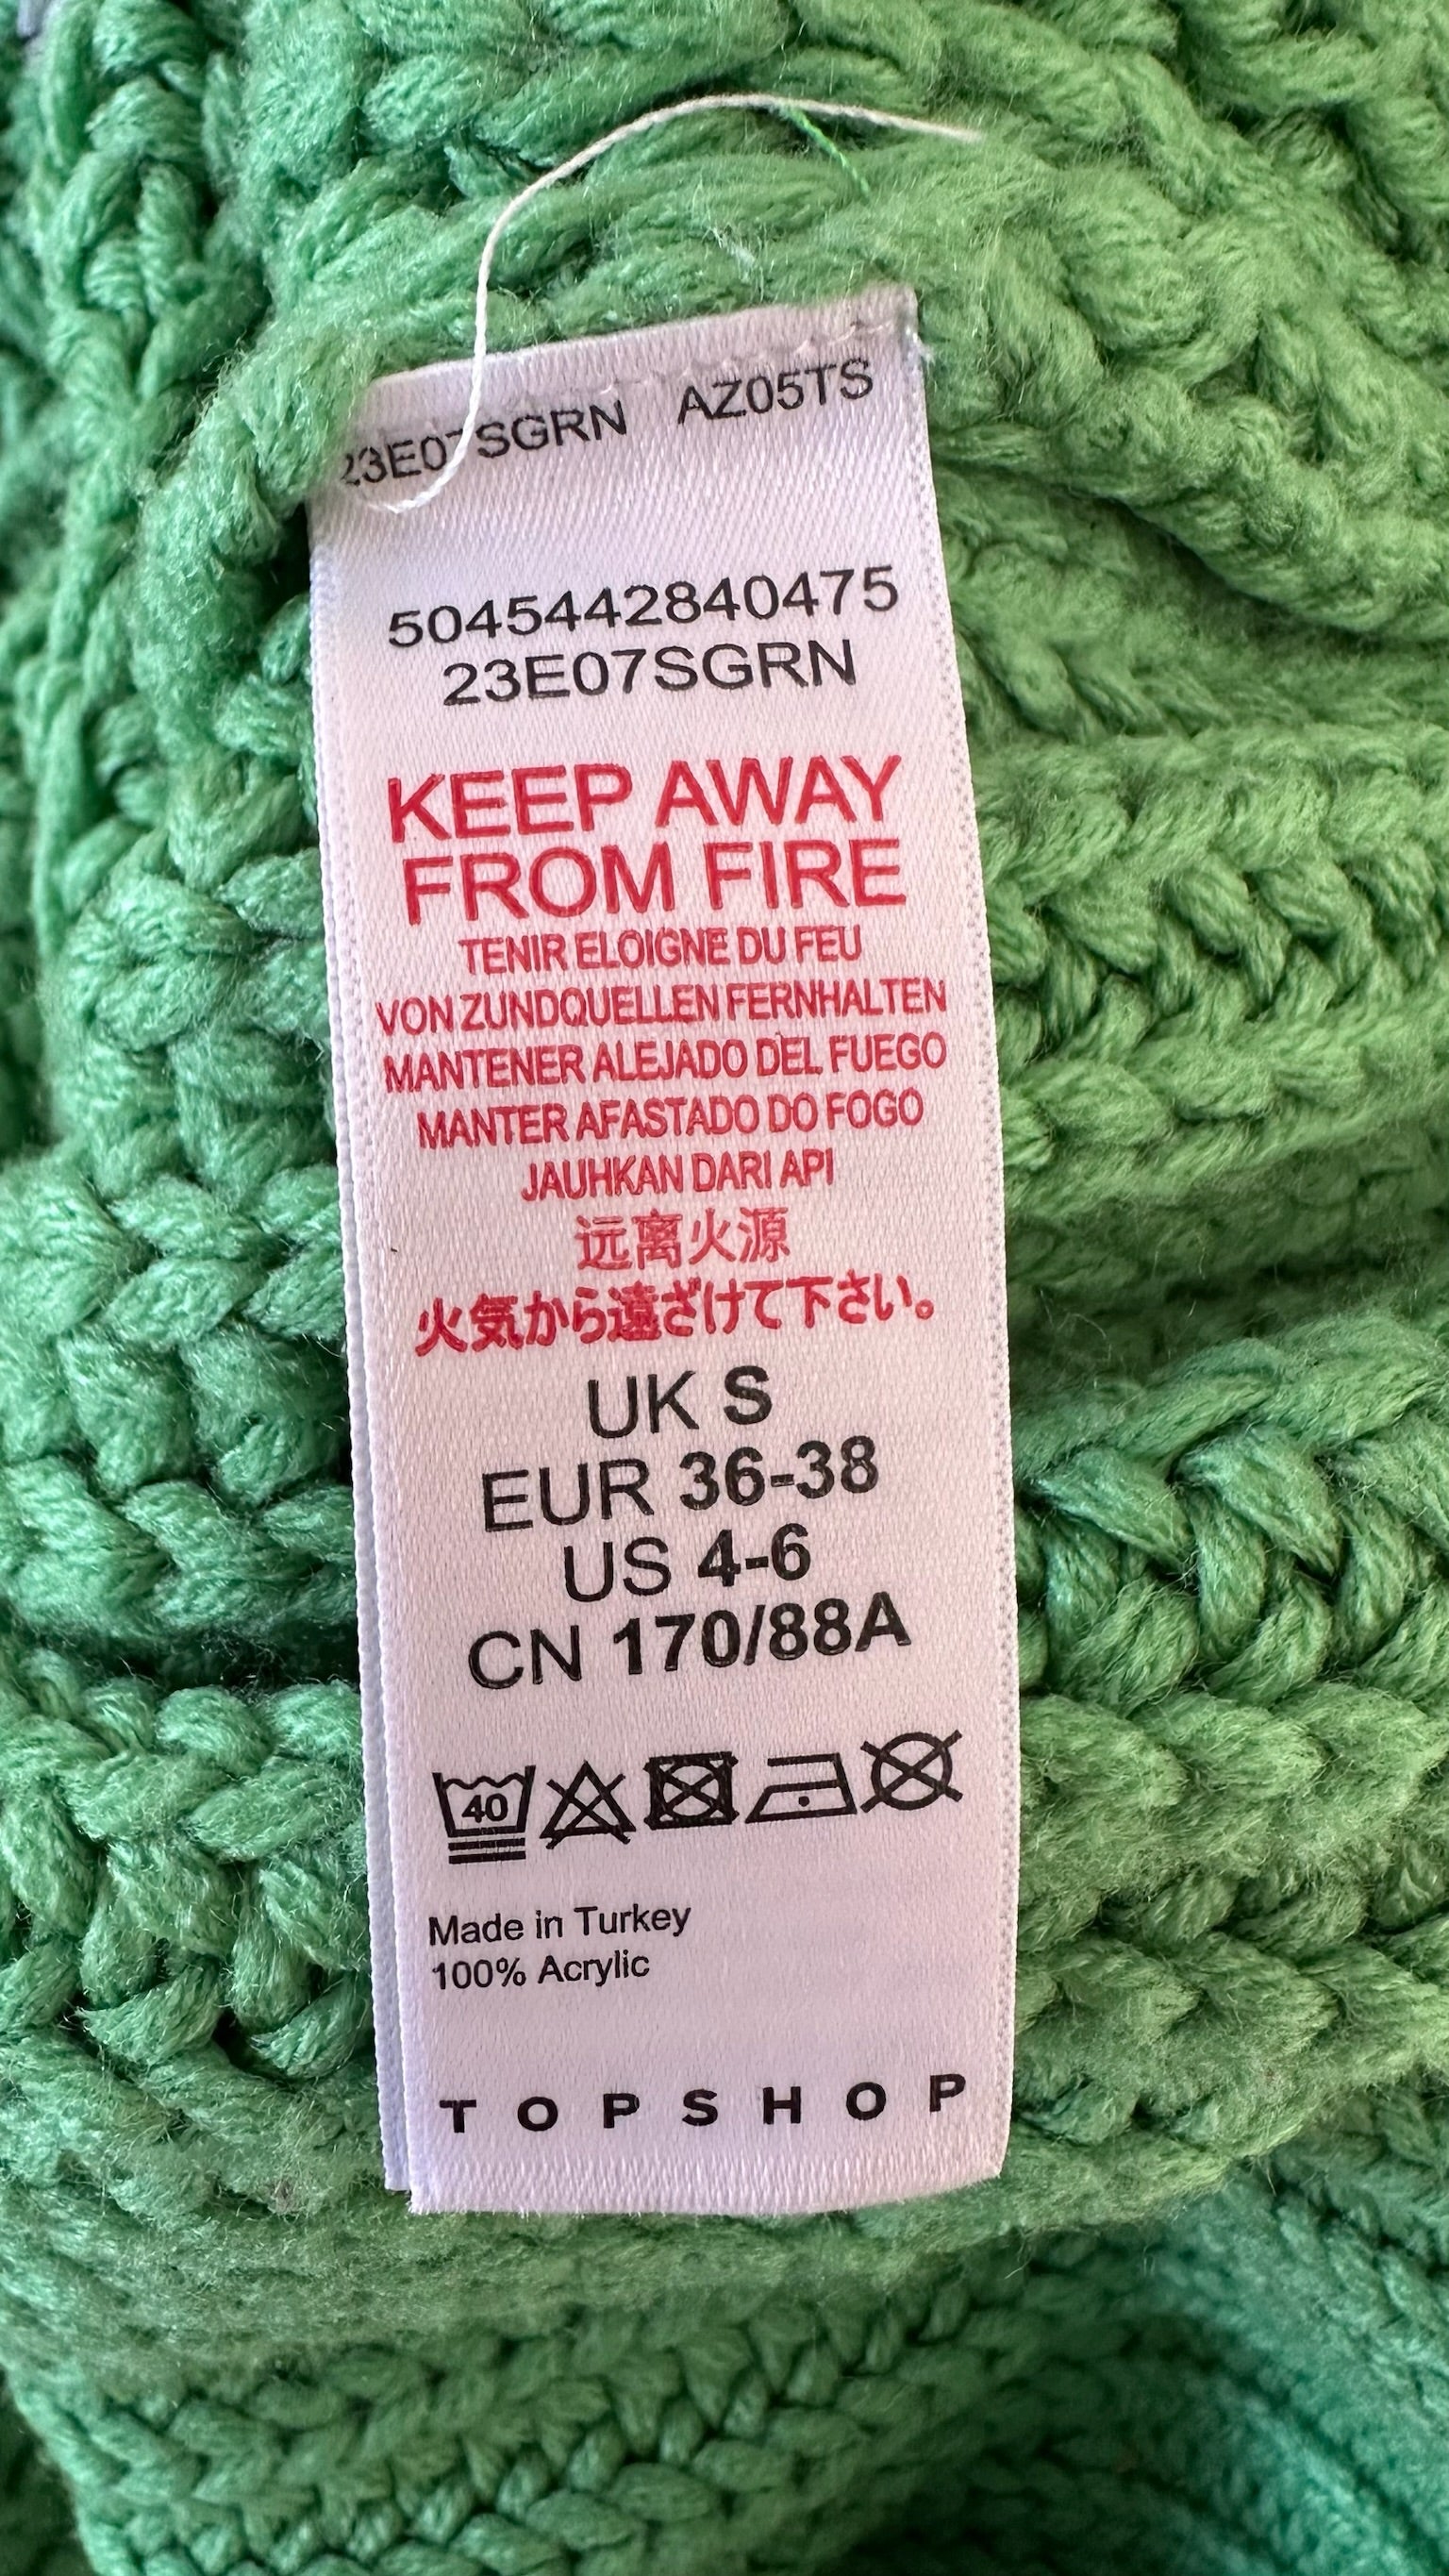 23E07SGRN AZ05TS
5045442840475
23E07SGRN
KEEP AWAY
FROM FIRE
TENIR ELOIGNE DU FEU
VON ZUNDQUELLEN FERNHALTEN
MANTENER ALEJADO DEL FUEGO
MANTER AFASTADO DO FOGO
JAUHKAN DARI API
远离火源
火気から遠ざけて下さい。
UK S
EUR 36-38
US 4-6
CN 170/88A
40
Made in Turkey
100% Acrylic
TOPSHOP